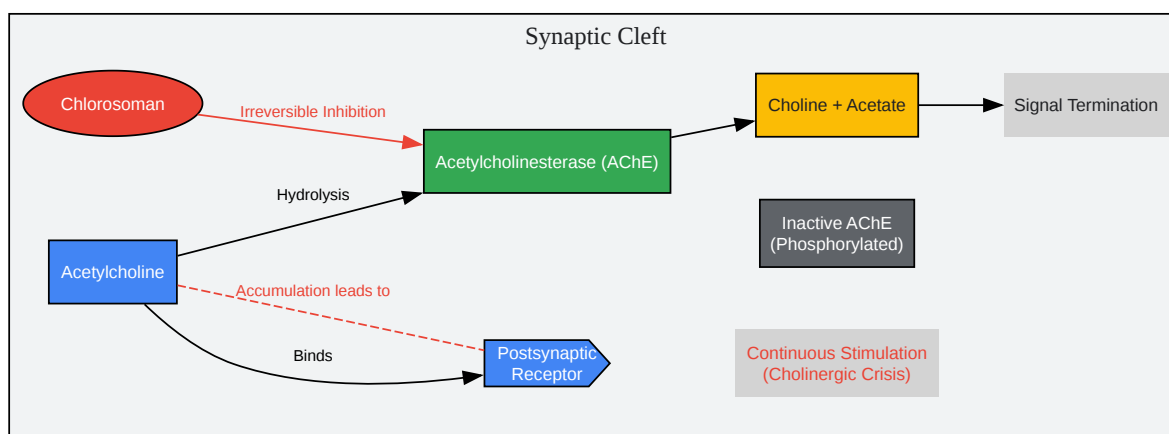 Synaptic Cleft
Chlorosoman
Irreversible Inhibition
Choline + Acetate
Signal Termination
Acetylcholinesterase (AChE)
Hydrolysis
Inactive AChE
(Phosphorylated)
Acetylcholine
Accumulation leads to
Binds
Postsynaptic
Receptor
Continuous Stimulation
(Cholinergic Crisis)